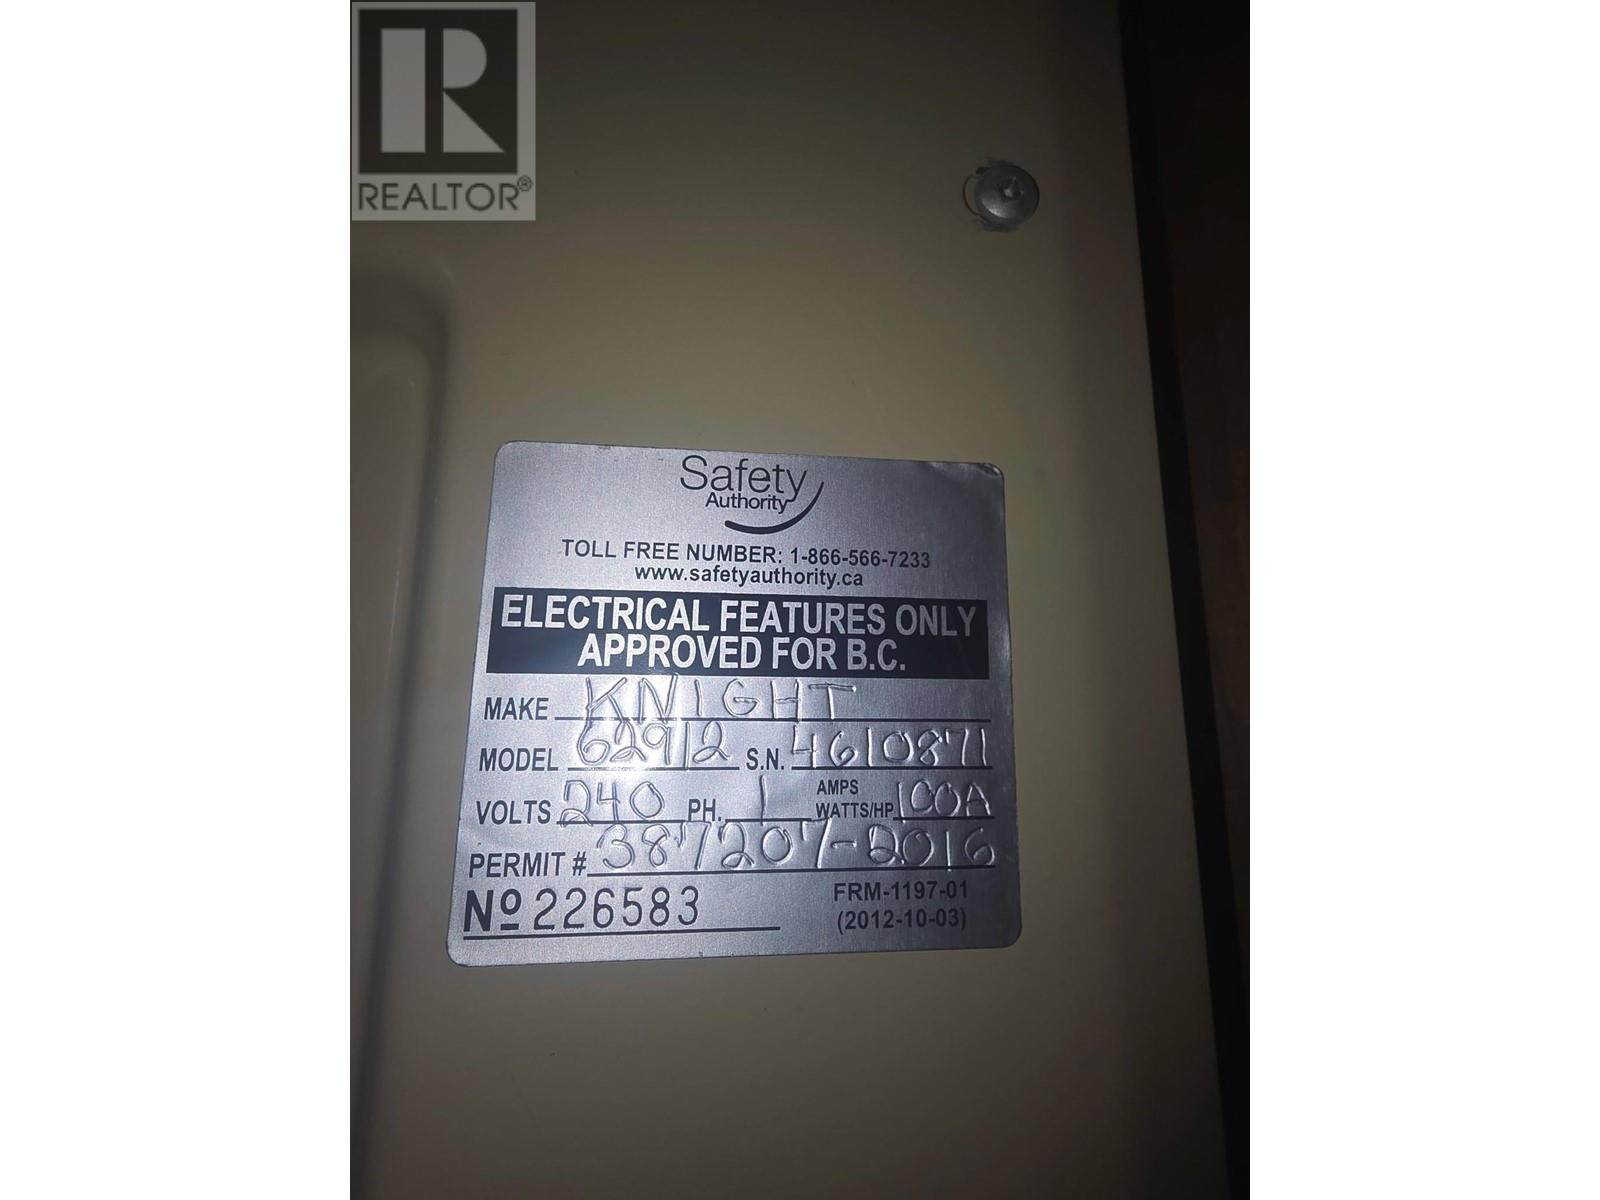 REALTOR®
Safety
Authority
TOLL FREE NUMBER: 1-866-566-7233
www.safetyauthority.ca
ELECTRICAL FEATURES ONLY
APPROVED FOR B.C.
MAKE KNIGHT
MODEL 62912 S.N. 4610871
VOLTS 240 PH. 1 AMPS WATTS/HP 100A
PERMIT # 387207-2016
Nº 226583 FRM-1197-01
(2012-10-03)